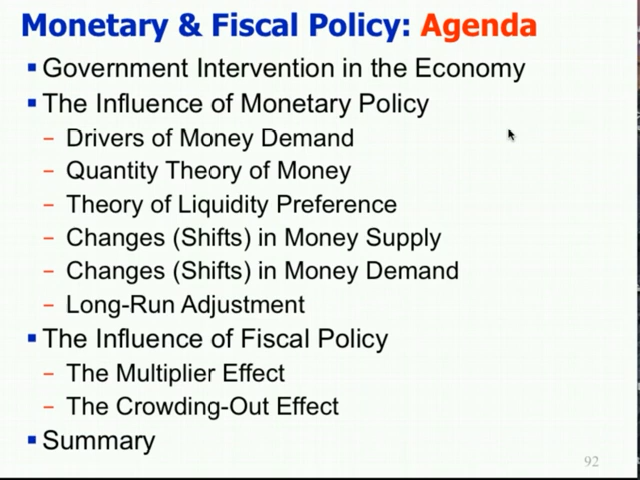 Monetary & Fiscal Policy: Agenda
▪ Government Intervention in the Economy
▪ The Influence of Monetary Policy
– Drivers of Money Demand
– Quantity Theory of Money
– Theory of Liquidity Preference
– Changes (Shifts) in Money Supply
– Changes (Shifts) in Money Demand
– Long-Run Adjustment
▪ The Influence of Fiscal Policy
– The Multiplier Effect
– The Crowding-Out Effect
▪ Summary
92